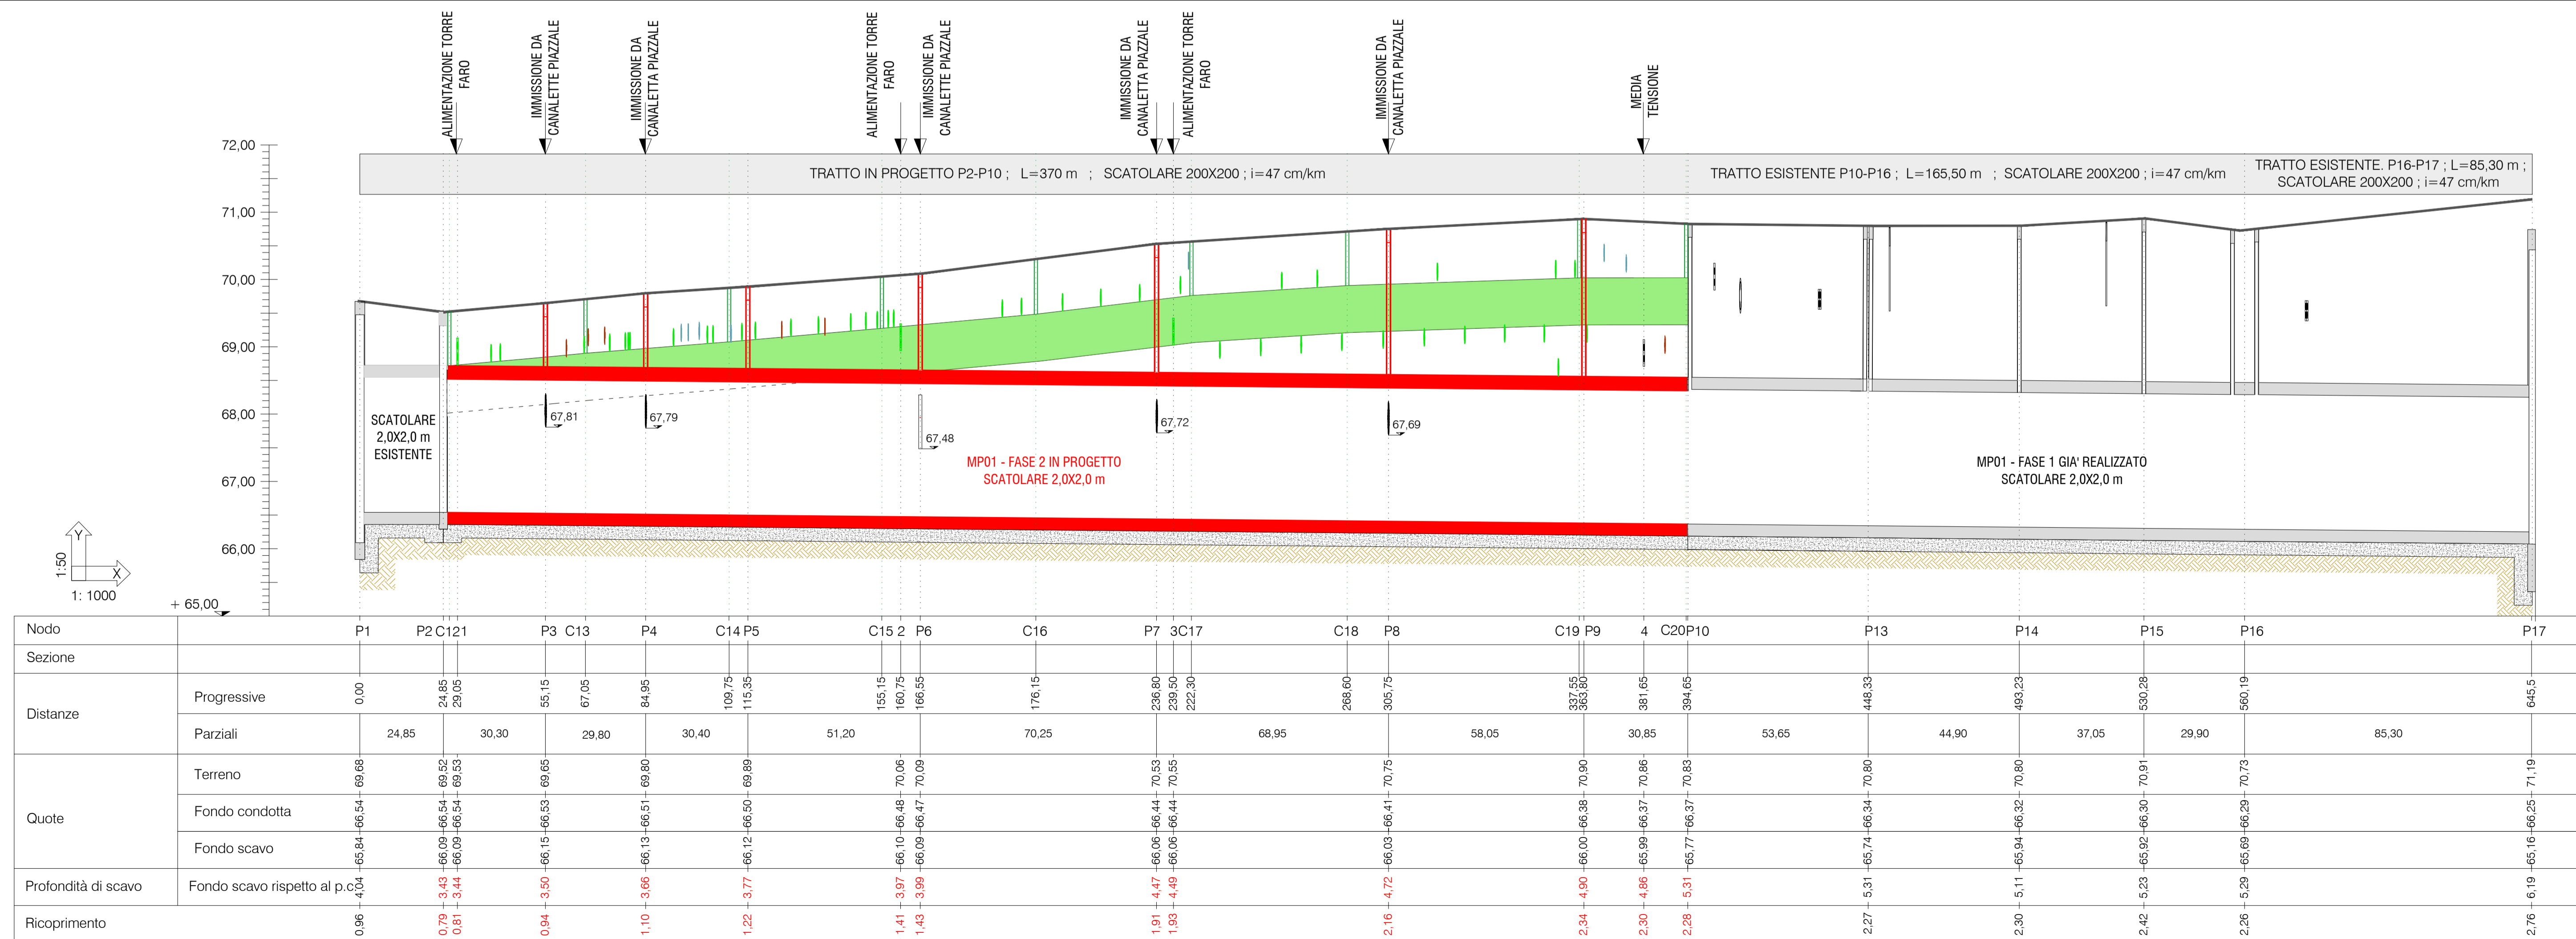 ALIMENTAZIONE TORRE
FARO
IMMISSIONE DA
CANALETTE PIAZZALE
IMMISSIONE DA
CANALETTA PIAZZALE
ALIMENTAZIONE TORRE
FARO
IMMISSIONE DA
CANALETTE PIAZZALE
IMMISSIONE DA
CANALETTA PIAZZALE
ALIMENTAZIONE TORRE
FARO
IMMISSIONE DA
CANALETTA PIAZZALE
MEDIA
TENSIONE
TRATTO IN PROGETTO P2-P10 ; L=370 m ; SCATOLARE 200X200 ; i=47 cm/km
TRATTO ESISTENTE P10-P16 ; L=165,50 m ; SCATOLARE 200X200 ; i=47 cm/km
TRATTO ESISTENTE. P16-P17 ; L=85,30 m ;
SCATOLARE 200X200 ; i=47 cm/km
72,00
71,00
70,00
69,00
68,00
67,00
66,00
+ 65,00
Y
X
1:50
1: 1000
SCATOLARE
2,0X2,0 m
ESISTENTE
67,81
67,79
67,48
67,72
67,69
MP01 - FASE 2 IN PROGETTO
SCATOLARE 2,0X2,0 m
MP01 - FASE 1 GIA' REALIZZATO
SCATOLARE 2,0X2,0 m
Nodo P1 P2 C12 1 P3 C13 P4 C14 P5 C15 2 P6 C16 P7 3 C17 C18 P8 C19 P9 4 C20 P10 P13 P14 P15 P16 P17
Sezione
Distanze
Progressive 0,00 24,85 29,05 55,15 67,05 84,95 109,75 115,35 155,15 160,75 166,55 176,15 236,80 239,50 222,30 268,60 305,75 337,55 363,80 381,65 394,65 448,33 493,23 530,28 560,19 645,5
Parziali 24,85 30,30 29,80 30,40 51,20 70,25 68,95 58,05 30,85 53,65 44,90 37,05 29,90 85,30
Quote
Terreno 69,68 69,52 69,53 69,65 69,80 69,89 70,06 70,09 70,53 70,55 70,75 70,90 70,86 70,83 70,80 70,80 70,91 70,73 71,19
Fondo condotta 66,54 66,54 66,54 66,53 66,51 66,50 66,48 66,47 66,44 66,44 66,41 66,38 66,37 66,37 66,34 66,32 66,30 66,29 66,25
Fondo scavo 65,84 66,09 66,09 66,15 66,13 66,12 66,10 66,09 66,06 66,06 66,03 66,00 65,99 65,77 65,74 65,94 65,92 65,69 65,16
Profondità di scavo Fondo scavo rispetto al p.c. 4,04 3,43 3,44 3,50 3,66 3,77 3,97 3,99 4,47 4,49 4,72 4,90 4,86 5,31 5,31 5,11 5,23 5,29 6,19
Ricoprimento 0,96 0,79 0,81 0,94 1,10 1,22 1,41 1,43 1,91 1,93 2,16 2,34 2,30 2,28 2,27 2,30 2,42 2,26 2,76